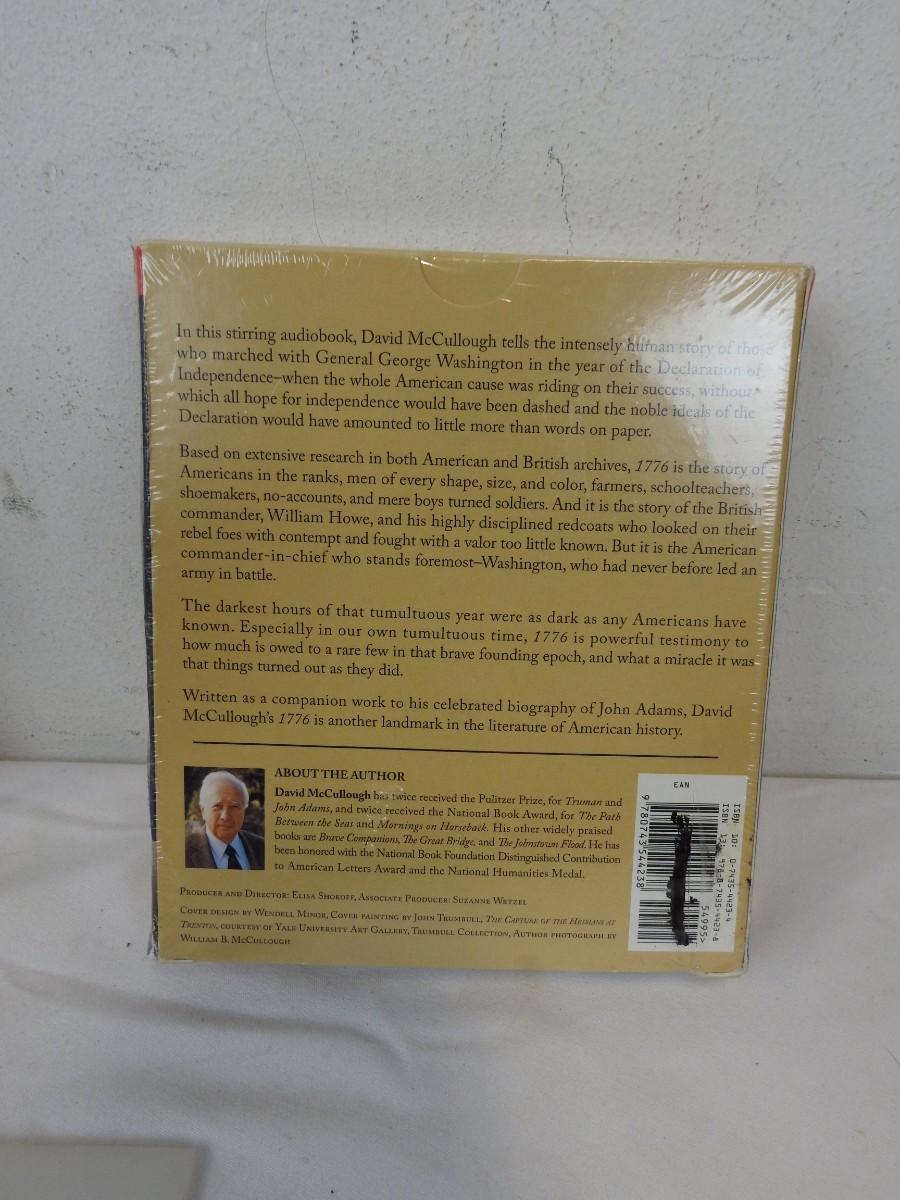 In this stirring audiobook, David McCullough tells the intensely human story of those
who marched with General George Washington in the year of the Declaration of
Independence–when the whole American cause was riding on their success, without
which all hope for independence would have been dashed and the noble ideals of the
Declaration would have amounted to little more than words on paper.
Based on extensive research in both American and British archives, 1776 is the story of
Americans in the ranks, men of every shape, size, and color, farmers, schoolteachers,
shoemakers, no-accounts, and mere boys turned soldiers. And it is the story of the British
commander, William Howe, and his highly disciplined redcoats who looked on their
rebel foes with contempt and fought with a valor too little known. But it is the American
commander-in-chief who stands foremost–Washington, who had never before led an
army in battle.
The darkest hours of that tumultuous year were as dark as any Americans have
known. Especially in our own tumultuous time, 1776 is powerful testimony to
how much is owed to a rare few in that brave founding epoch, and what a miracle it was
that things turned out as they did.
Written as a companion work to his celebrated biography of John Adams, David
McCullough's 1776 is another landmark in the literature of American history.
ABOUT THE AUTHOR
David McCullough has twice received the Pulitzer Prize, for Truman and
John Adams, and twice received the National Book Award, for The Path
Between the Seas and Mornings on Horseback. His other widely praised
books are Brave Companions, The Great Bridge, and The Johnstown Flood. He has
been honored with the National Book Foundation Distinguished Contribution
to American Letters Award and the National Humanities Medal.
Producer and Director: Elisa Shokoff, Associate Producer: Suzanne Wetzel
Cover design by Wendell Minor, Cover painting by John Trumbull, The Capture of the Hessians at
Trenton, courtesy of Yale University Art Gallery, Trumbull Collection, Author photograph by
William B. McCullough
EAN
ISBN 10: 0-7435-4423-4
ISBN 13: 978-0-7435-4423-8
9 780743 544238
54995>